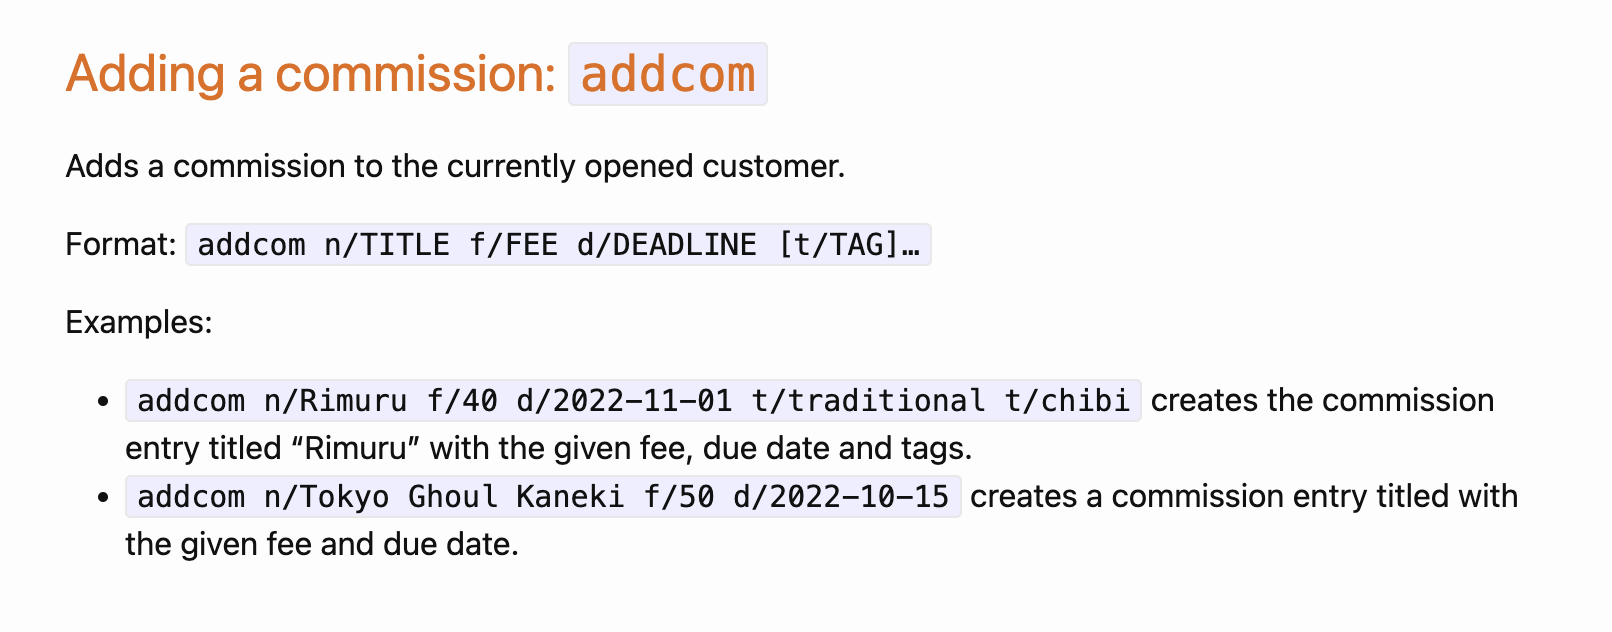 Adding a commission: addcom
Adds a commission to the currently opened customer.
Format: addcom n/TITLE f/FEE d/DEADLINE [t/TAG]…
Examples:
• addcom n/Rimuru f/40 d/2022-11-01 t/traditional t/chibi creates the commission
entry titled “Rimuru” with the given fee, due date and tags.
• addcom n/Tokyo Ghoul Kaneki f/50 d/2022-10-15 creates a commission entry titled with
the given fee and due date.